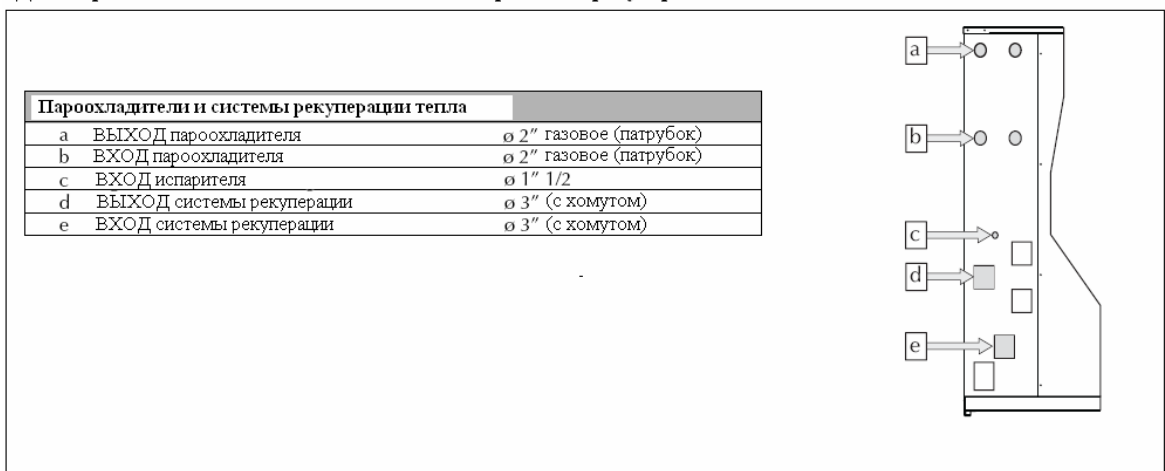 Пароохладители и системы рекуперации тепла
a ВЫХОД пароохладителя ø 2″ газовое (патрубок)
b ВХОД пароохладителя ø 2″ газовое (патрубок)
c ВХОД испарителя ø 1″ 1/2
d ВЫХОД системы рекуперации ø 3″ (с хомутом)
e ВХОД системы рекуперации ø 3″ (с хомутом)
a
b
c
d
e